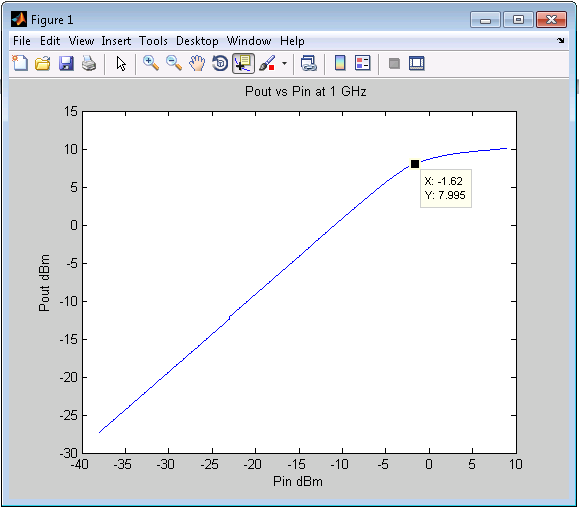 Figure 1
File Edit View Insert Tools Desktop Window Help
Pout vs Pin at 1 GHz
15
10
5
0
-5
-10
-15
-20
-25
-30
Pout dBm
X: -1.62
Y: 7.995
-40 -35 -30 -25 -20 -15 -10 -5 0 5 10
Pin dBm